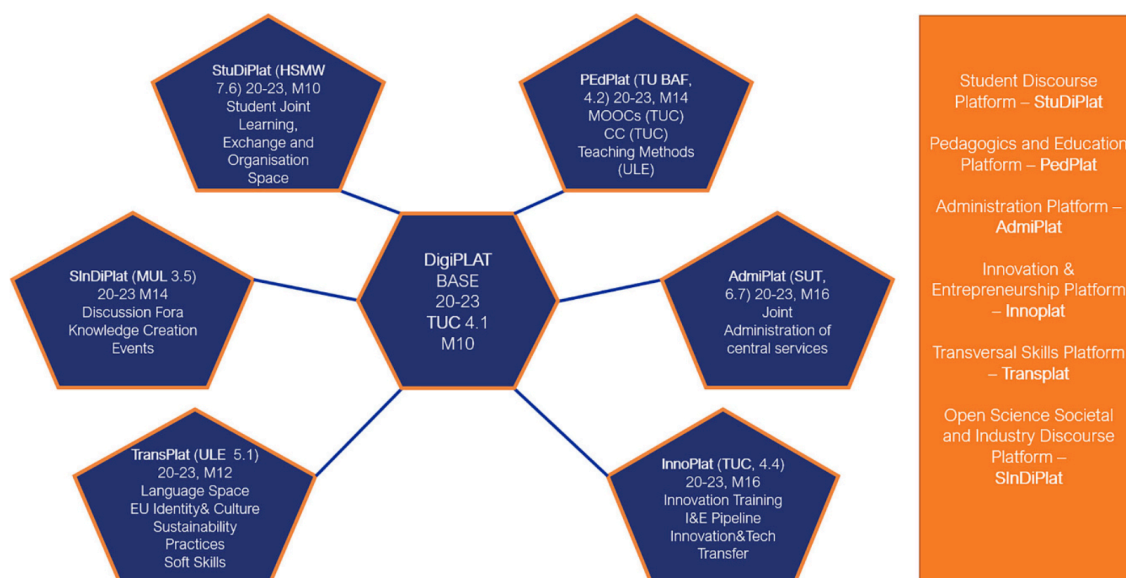 StuDiPlat (HSMW
7.6) 20-23, M10
Student Joint
Learning,
Exchange and
Organisation
Space
PEdPlat (TU BAF,
4.2) 20-23, M14
MOOCs (TUC)
CC (TUC)
Teaching Methods
(ULE)
SInDiPlat (MUL 3.5)
20-23 M14
Discussion Fora
Knowledge Creation
Events
DigiPLAT
BASE
20-23
TUC 4.1
M10
AdmiPlat (SUT,
6.7) 20-23, M16
Joint
Administration of
central services
TransPlat (ULE 5.1)
20-23, M12
Language Space
EU Identity& Culture
Sustainability
Practices
Soft Skills
InnoPlat (TUC, 4.4)
20-23, M16
Innovation Training
I&E Pipeline
Innovation&Tech
Transfer
Student Discourse
Platform – StuDiPlat
Pedagogics and Education
Platform – PedPlat
Administration Platform –
AdmiPlat
Innovation &
Entrepreneurship Platform
– Innoplat
Transversal Skills Platform
– Transplat
Open Science Societal
and Industry Discourse
Platform –
SInDiPlat